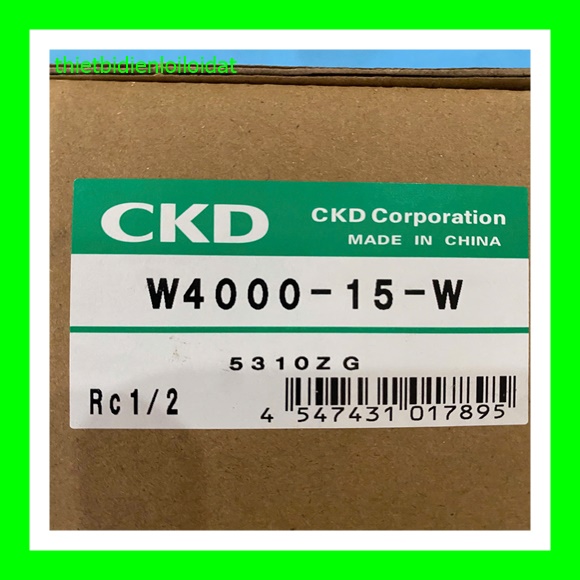 thietbidienloiloidat
CKD
CKD Corporation
MADE IN CHINA
W4000-15-W
5310ZG
Rc1/2
4 547431 017895